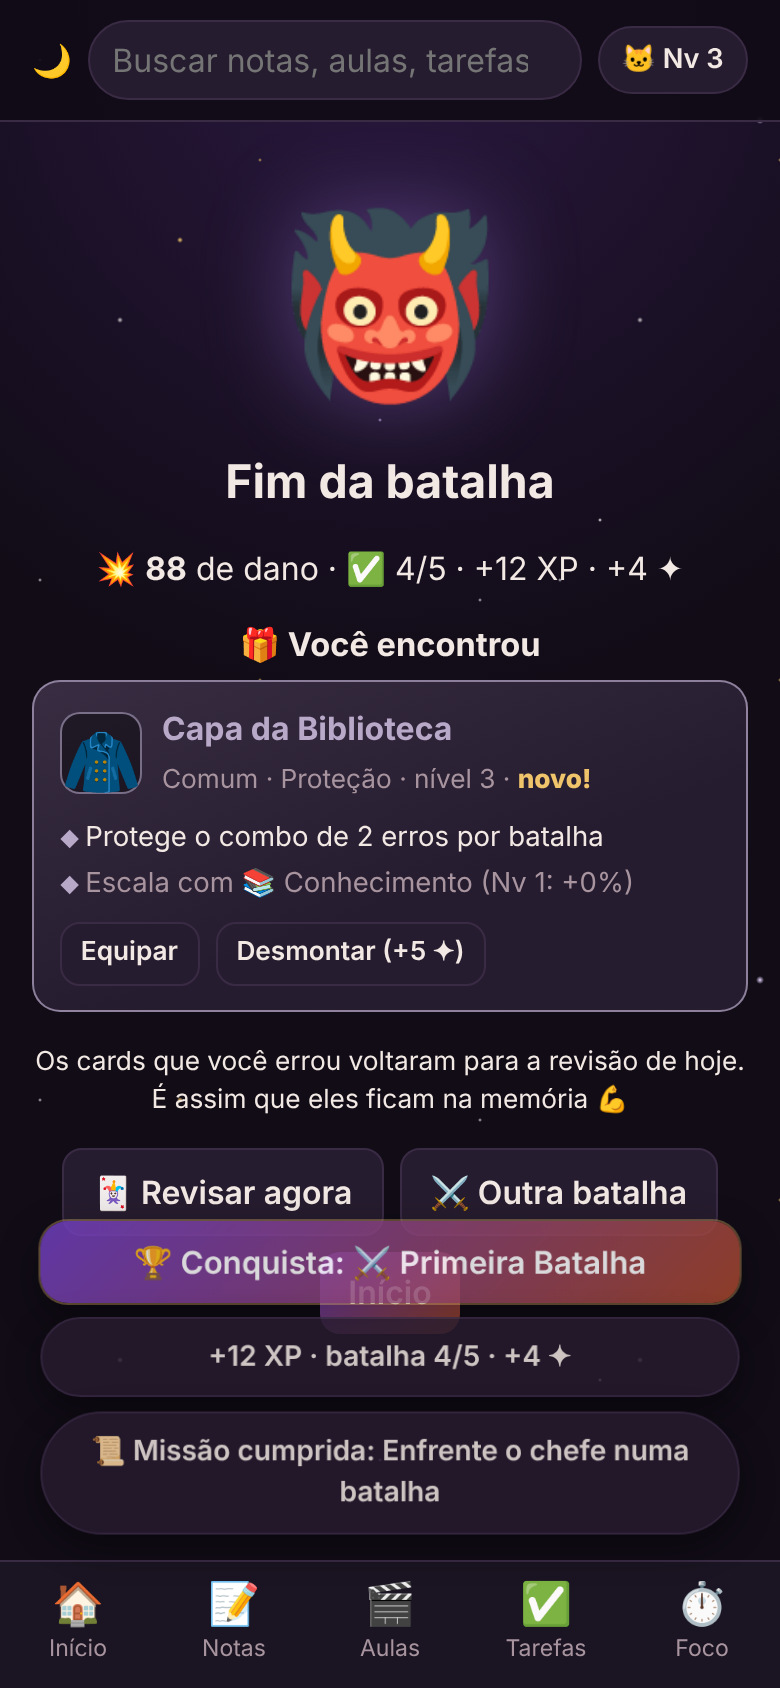 Buscar notas, aulas, tarefas
Nv 3
Fim da batalha
88 de dano · 4/5 · +12 XP · +4 ✦
Você encontrou
Capa da Biblioteca
Comum · Proteção · nível 3 · novo!
◆ Protege o combo de 2 erros por batalha
◆ Escala com 📚 Conhecimento (Nv 1: +0%)
Equipar
Desmontar (+5 ✦)
Os cards que você errou voltaram para a revisão de hoje.
É assim que eles ficam na memória 💪
Revisar agora
Outra batalha
🏆 Conquista: ⚔️ Primeira Batalha
Início
+12 XP · batalha 4/5 · +4 ✦
📜 Missão cumprida: Enfrente o chefe numa
batalha
Início
Notas
Aulas
Tarefas
Foco